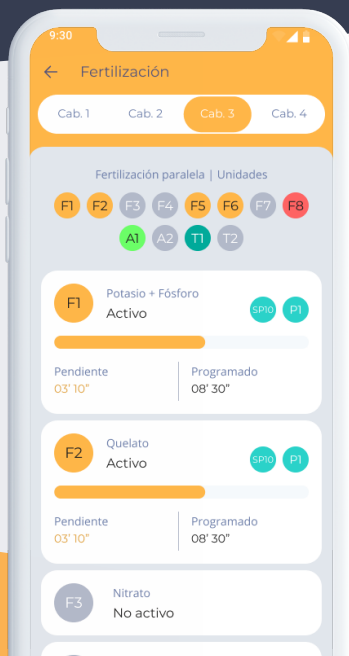 9:30
Fertilización
Cab. 1 Cab. 2 Cab. 3 Cab. 4
Fertilización paralela | Unidades
F1 F2 F3 F4 F5 F6 F7 F8
A1 A2 T1 T2
F1 Potasio + Fósforo
Activo SP10 P1
Pendiente Programado
03' 10" 08' 30"
F2 Quelato
Activo SP10 P1
Pendiente Programado
03' 10" 08' 30"
F3 Nitrato
No activo